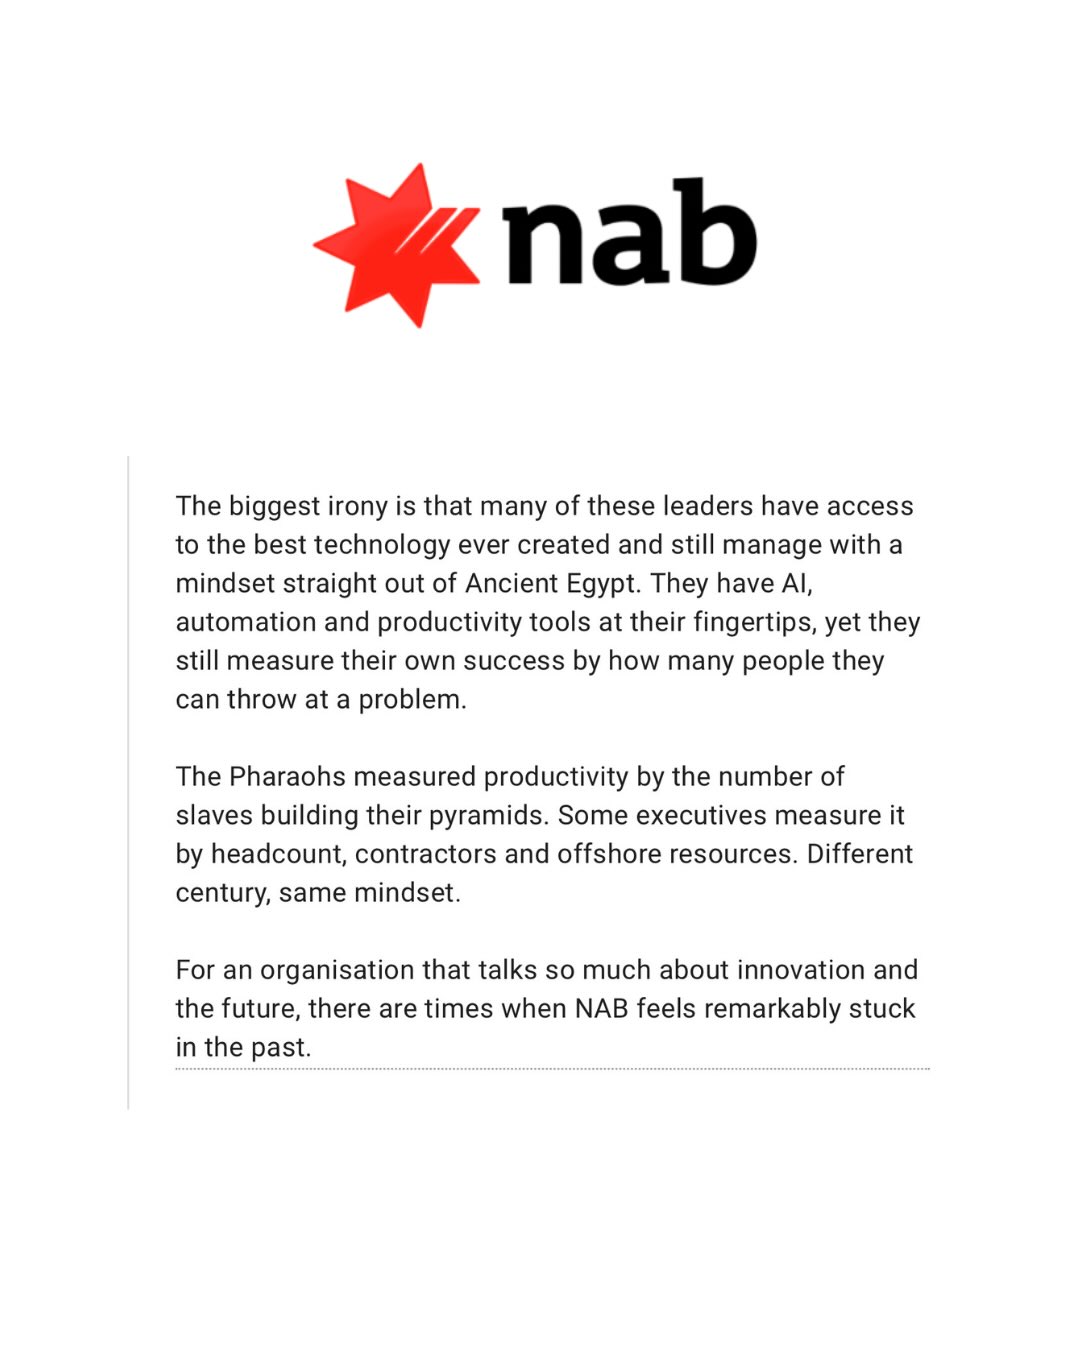 nab
The biggest irony is that many of these leaders have access
to the best technology ever created and still manage with a
mindset straight out of Ancient Egypt. They have AI,
automation and productivity tools at their fingertips, yet they
still measure their own success by how many people they
can throw at a problem.
The Pharaohs measured productivity by the number of
slaves building their pyramids. Some executives measure it
by headcount, contractors and offshore resources. Different
century, same mindset.
For an organisation that talks so much about innovation and
the future, there are times when NAB feels remarkably stuck
in the past.